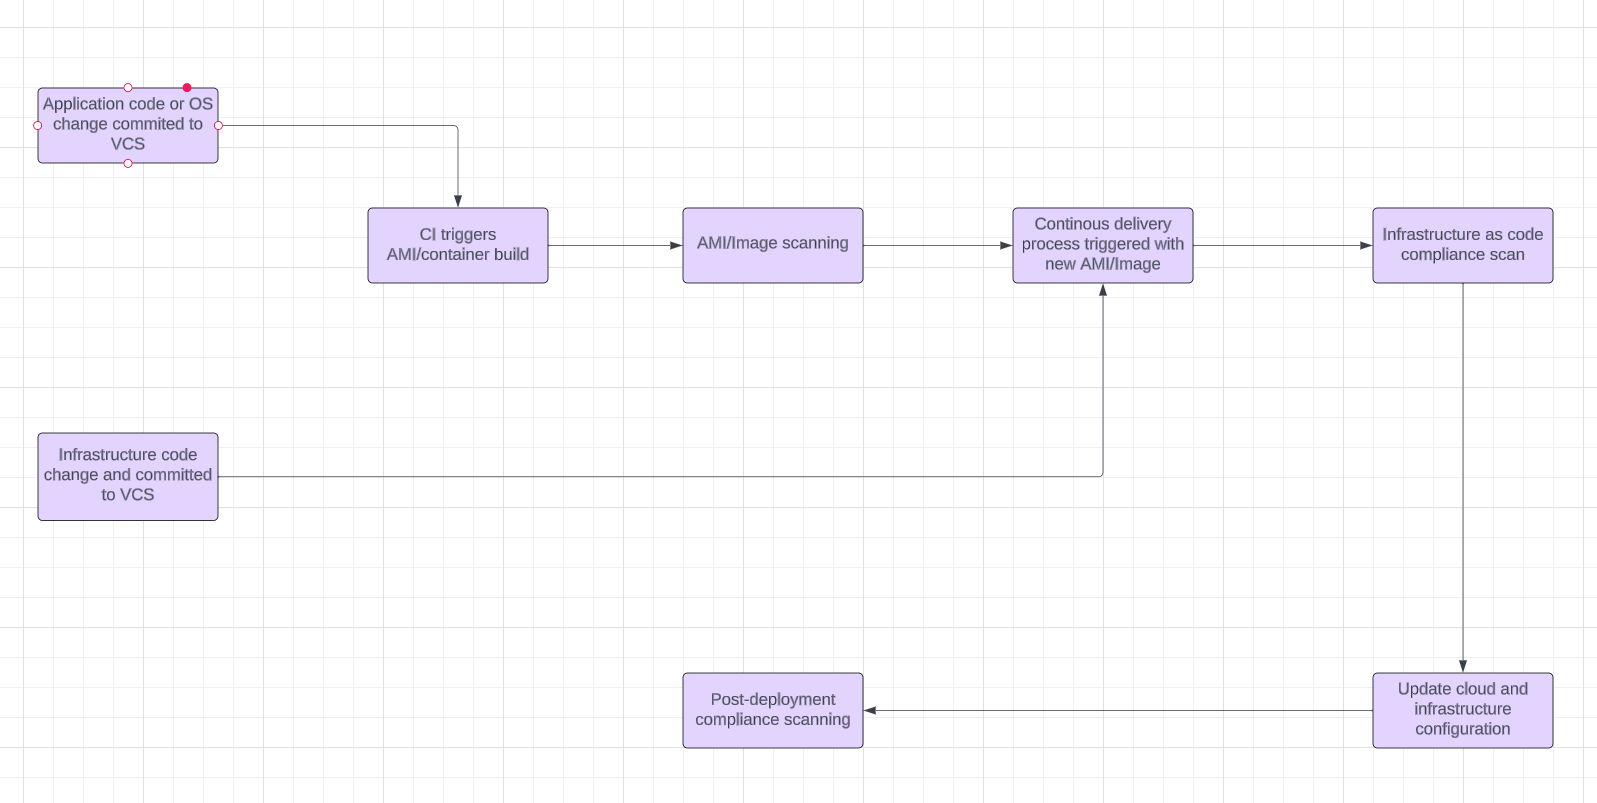 Application code or OS
change commited to
VCS
CI triggers
AMI/container build
AMI/Image scanning
Continous delivery
process triggered with
new AMI/Image
Infrastructure as code
compliance scan
Infrastructure code
change and committed
to VCS
Post-deployment
compliance scanning
Update cloud and
infrastructure
configuration